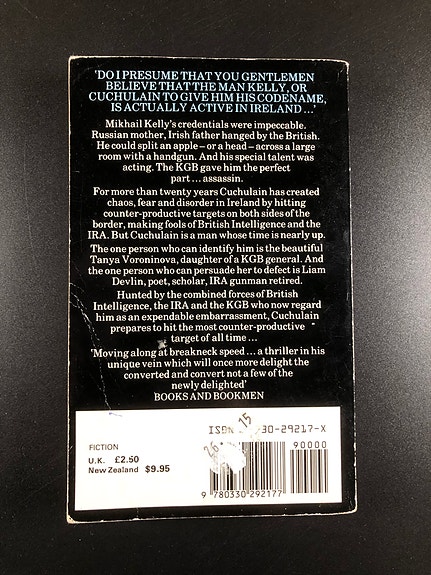 'DO I PRESUME THAT YOU GENTLEMEN
BELIEVE THAT THE MAN KELLY, OR
CUCHULAIN TO GIVE HIM HIS CODENAME,
IS ACTUALLY ACTIVE IN IRELAND ...'
Mikhail Kelly's credentials were impeccable.
Russian mother, Irish father hanged by the British.
He could split an apple – or a head – across a large
room with a handgun. And his special talent was
acting. The KGB gave him the perfect
part ... assassin.
For more than twenty years Cuchulain has created
chaos, fear and disorder in Ireland by hitting
counter-productive targets on both sides of the
border, making fools of British Intelligence and the
IRA. But Cuchulain is a man whose time is nearly up.
The one person who can identify him is the beautiful
Tanya Voroninova, daughter of a KGB general. And
the one person who can persuade her to defect is Liam
Devlin, poet, scholar, IRA gunman retired.
Hunted by the combined forces of British
Intelligence, the IRA and the KGB who now regard
him as an expendable embarrassment, Cuchulain
prepares to hit the most counter-productive
target of all time ...
'Moving along at breakneck speed ... a thriller in his
unique vein which will once more delight the
converted and convert not a few of the
newly delighted'
BOOKS AND BOOKMEN
ISBN 30-29217-X
90000
FICTION
U.K. £2.50
New Zealand $9.95
9 780330 292177